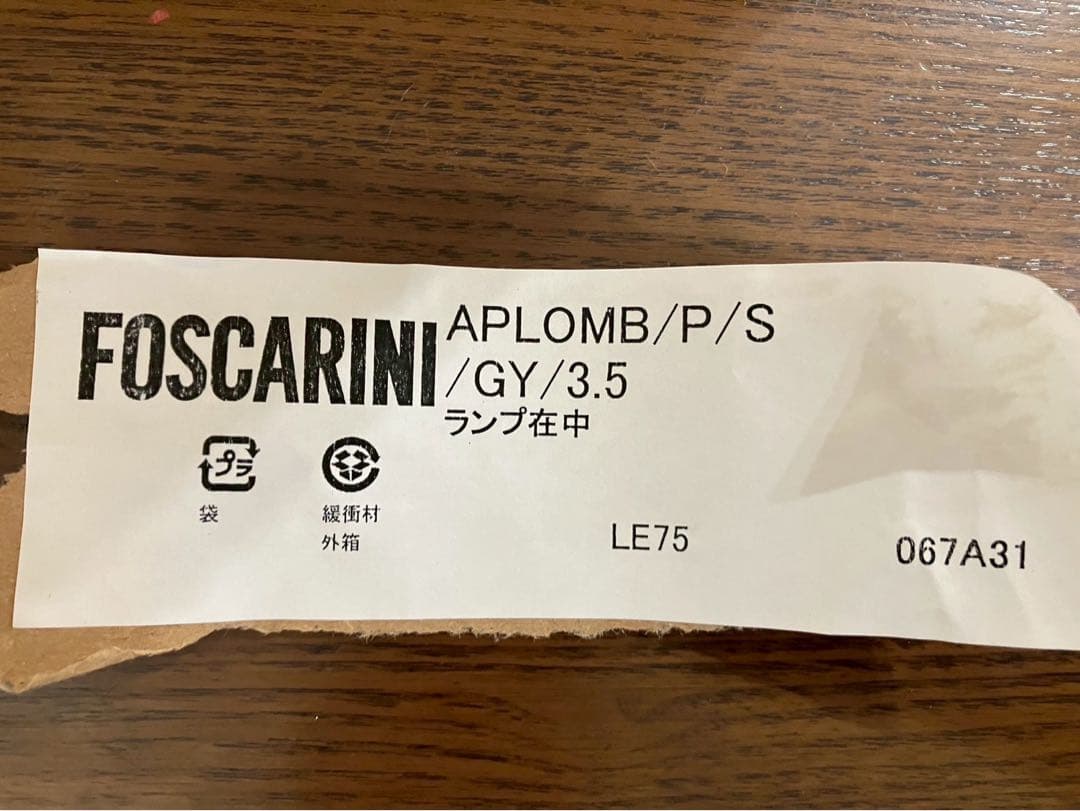 FOSCARINI
APLOMB/P/S
/GY/3.5
ランプ在中
プラ
袋
緩衝材
外箱
LE75
067A31